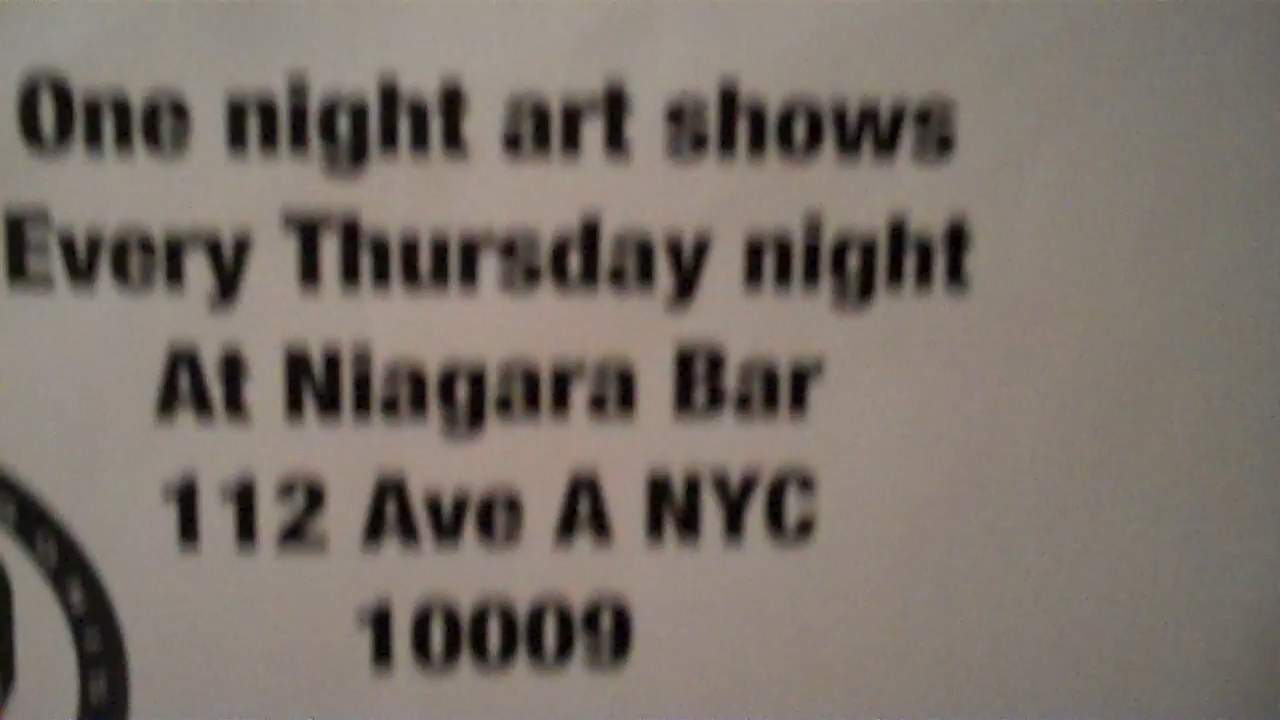 One night art shows
Every Thursday night
At Niagara Bar
112 Ave A NYC
10009